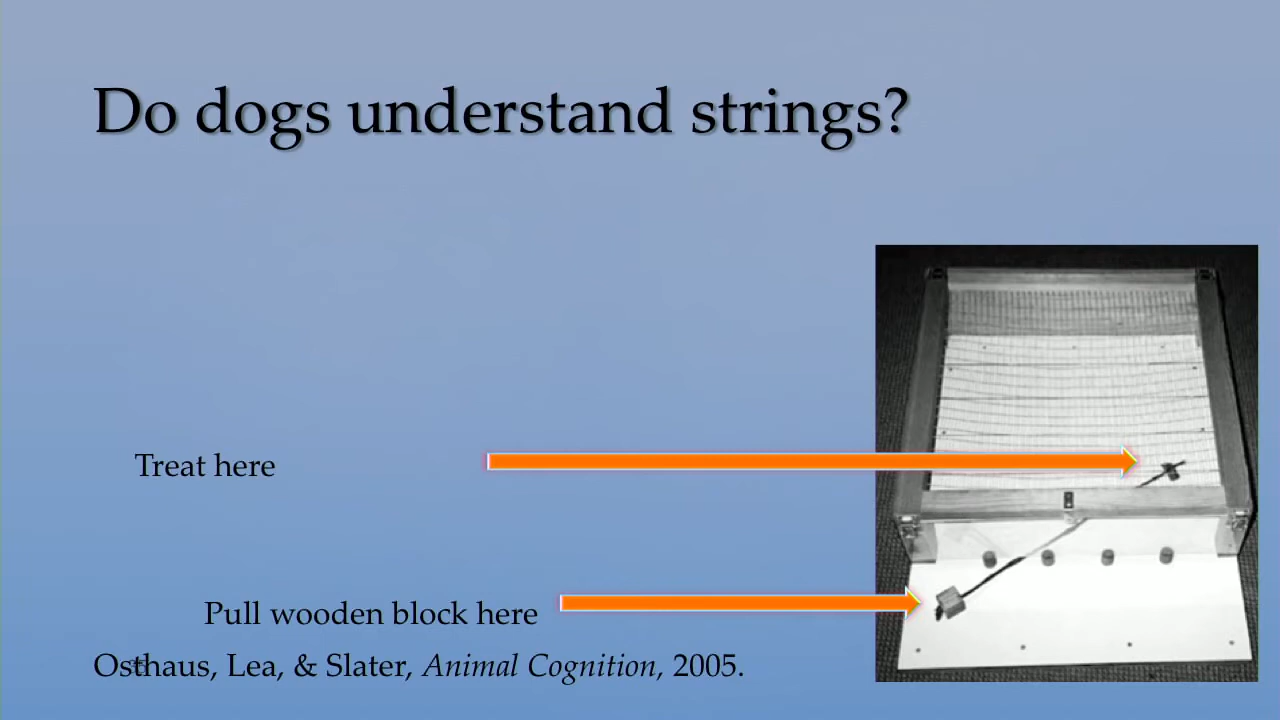 Do dogs understand strings?
Treat here
Pull wooden block here
Osthaus, Lea, & Slater, Animal Cognition, 2005.